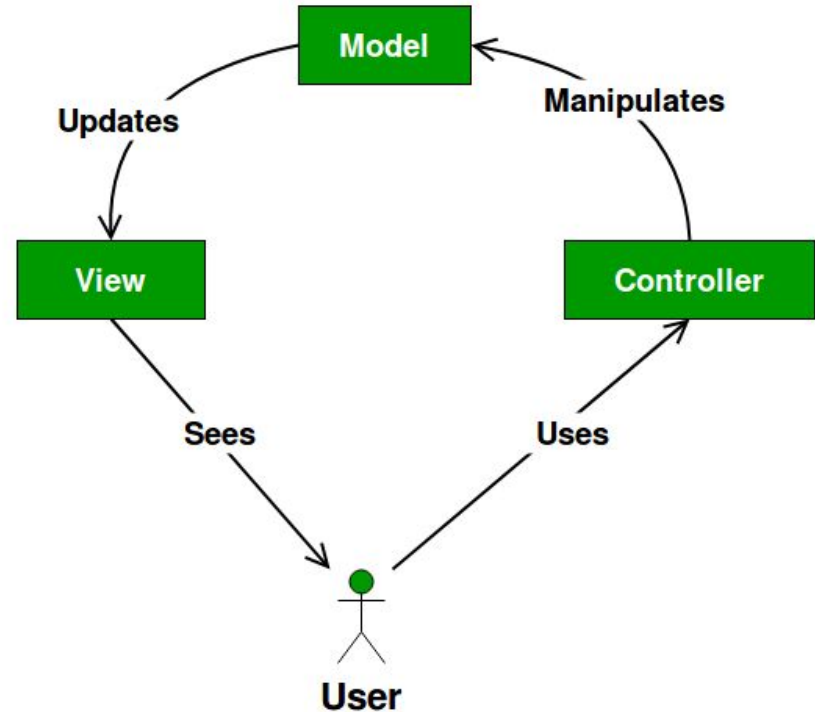 Model
Manipulates
Updates
View
Controller
Sees
Uses
User